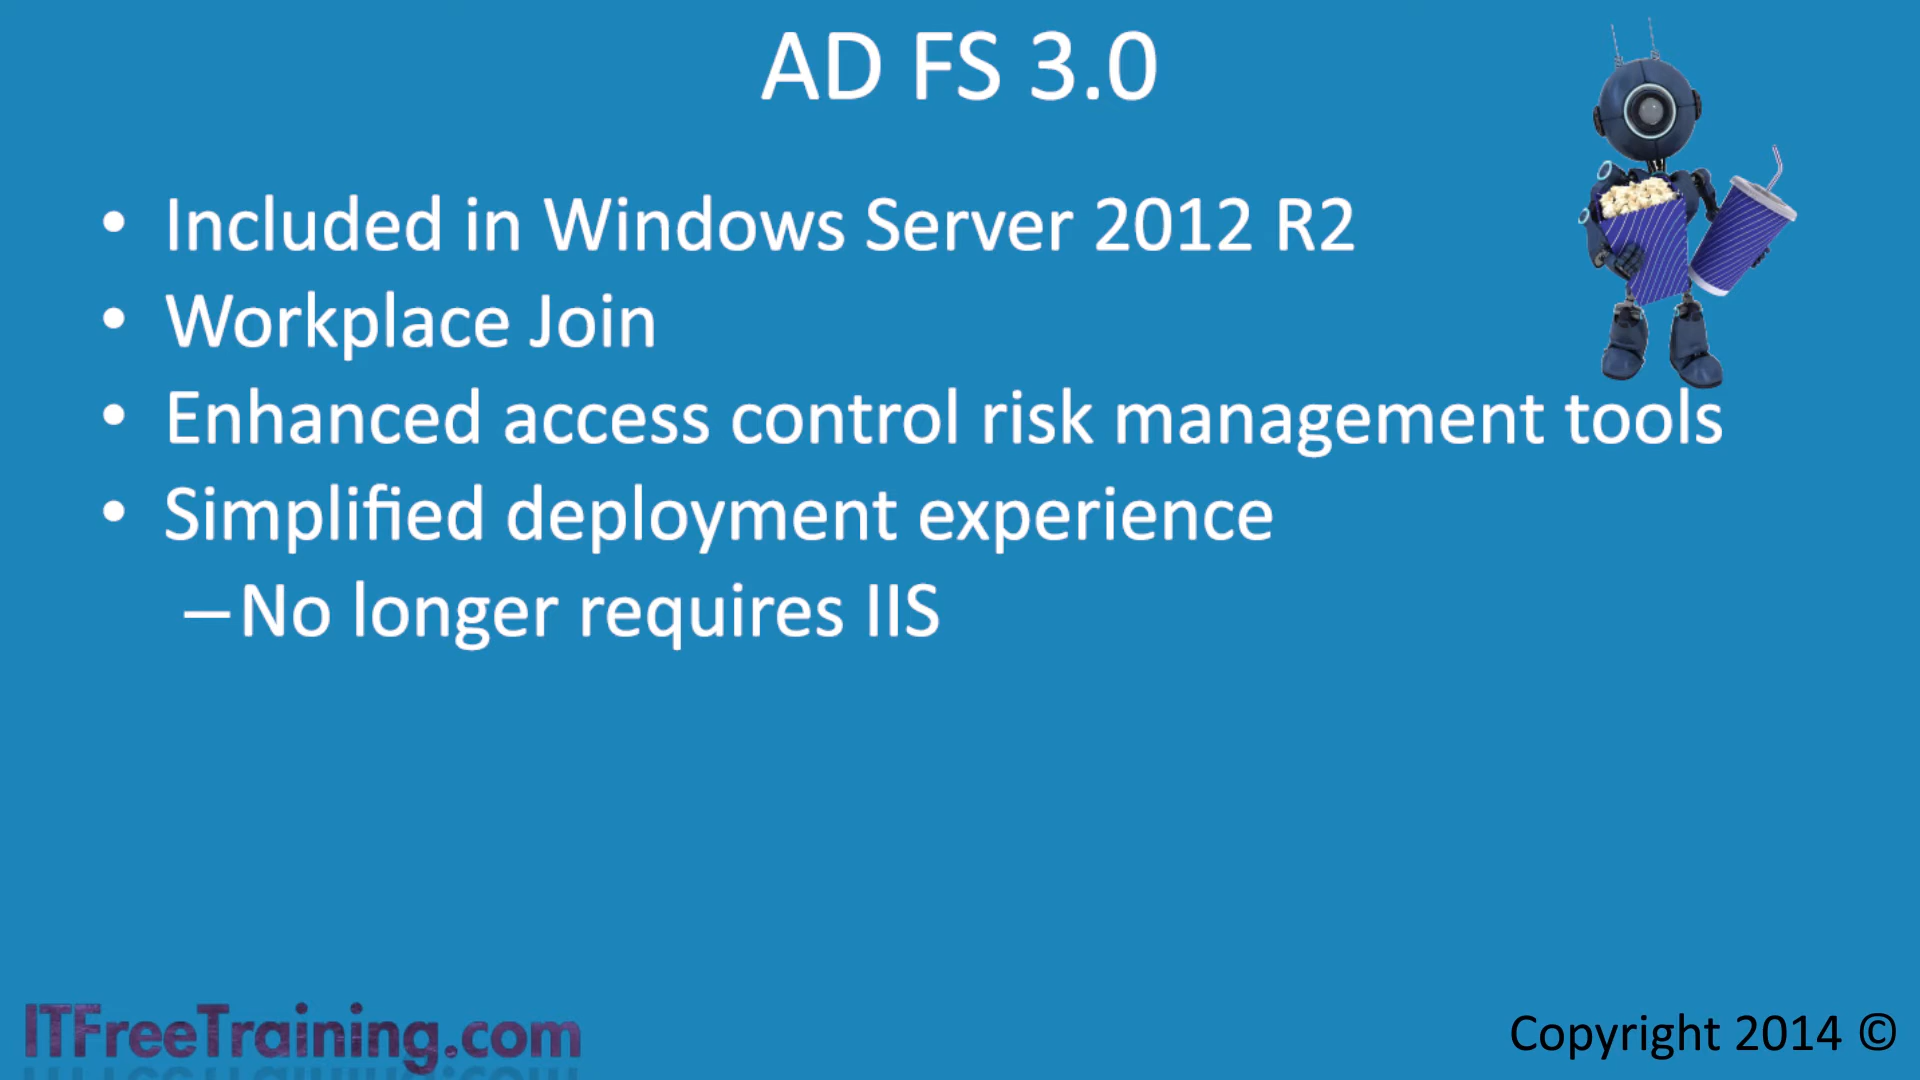 AD FS 3.0
• Included in Windows Server 2012 R2
• Workplace Join
• Enhanced access control risk management tools
• Simplified deployment experience
–No longer requires IIS
ITFreeTraining.com
Copyright 2014 ©